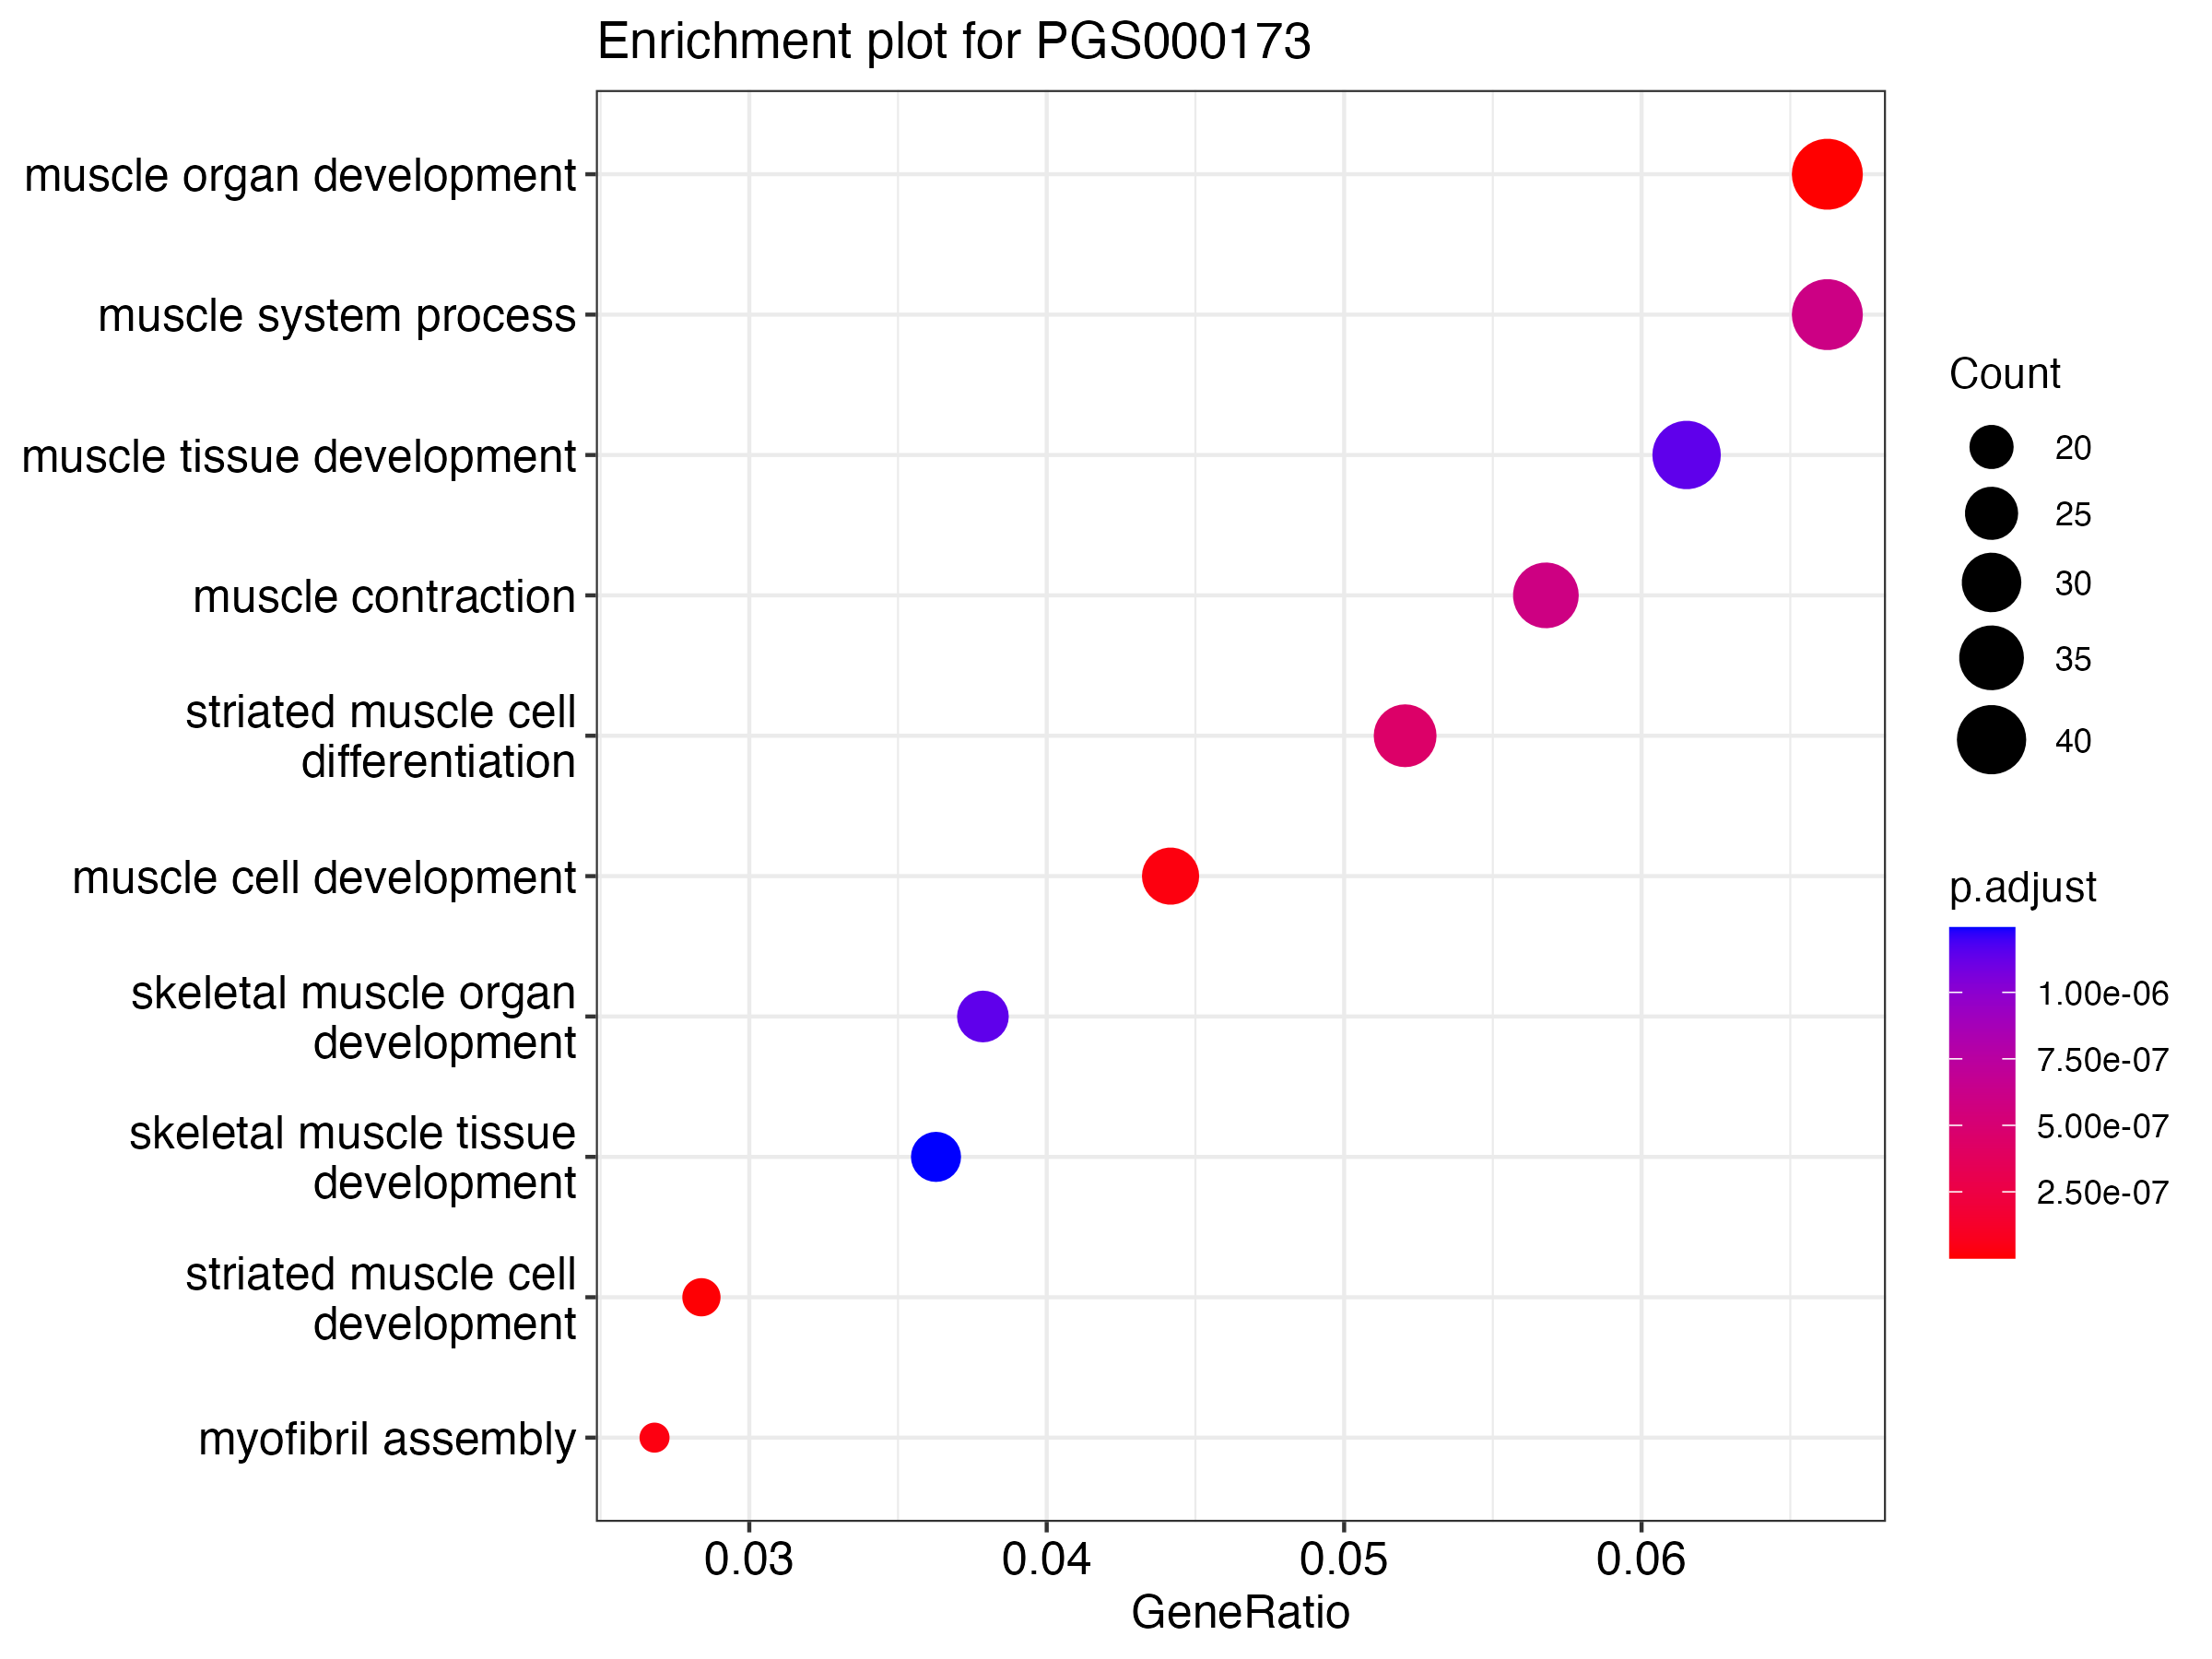 Enrichment plot for PGS000173
muscle organ development
muscle system process
muscle tissue development
muscle contraction
striated muscle cell
differentiation
muscle cell development
skeletal muscle organ
development
skeletal muscle tissue
development
striated muscle cell
development
myofibril assembly
0.03
0.04
0.05
0.06
GeneRatio
Count
20
25
30
35
40
p.adjust
1.00e-06
7.50e-07
5.00e-07
2.50e-07